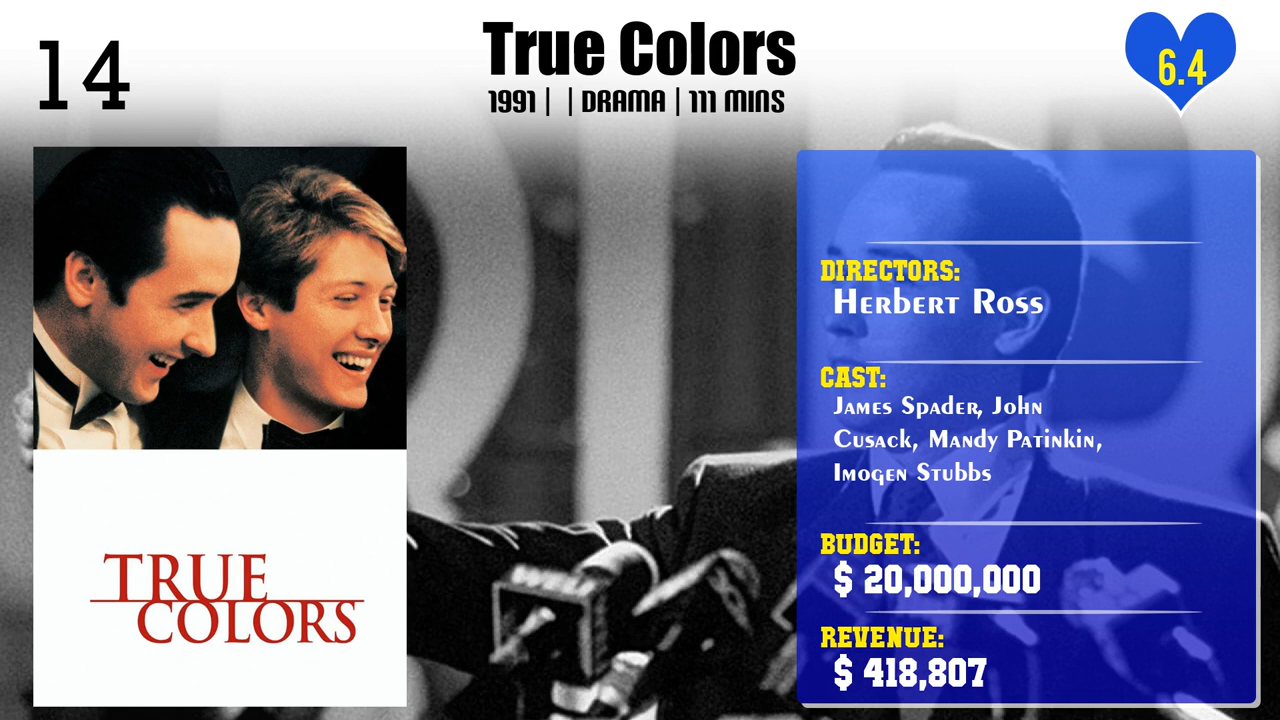 14
True Colors
1991 | | DRAMA | 111 MINS
6.4
TRUE
COLORS
DIRECTORS:
Herbert Ross
CAST:
James Spader, John
Cusack, Mandy Patinkin,
Imogen Stubbs
BUDGET:
$ 20,000,000
REVENUE:
$ 418,807